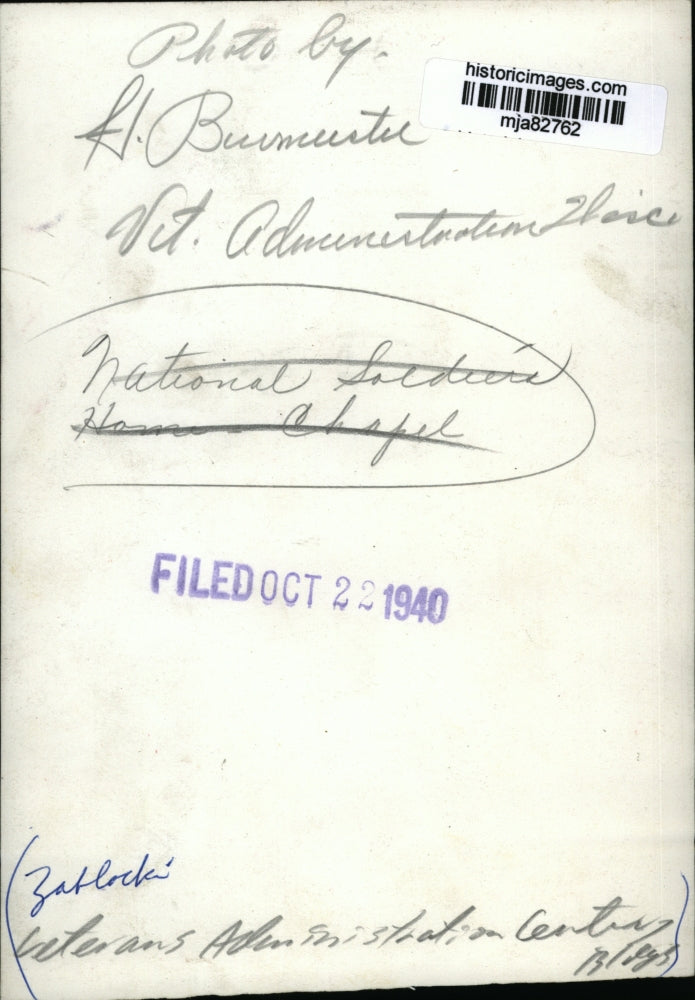 Photo by.
historicimages.com
mja82762
H. Burmeister
Vet. Administration
National Soldiers
Home - Chapel
FILED OCT 22 1940
Zablocki
Veterans Administration Center
Bldgs